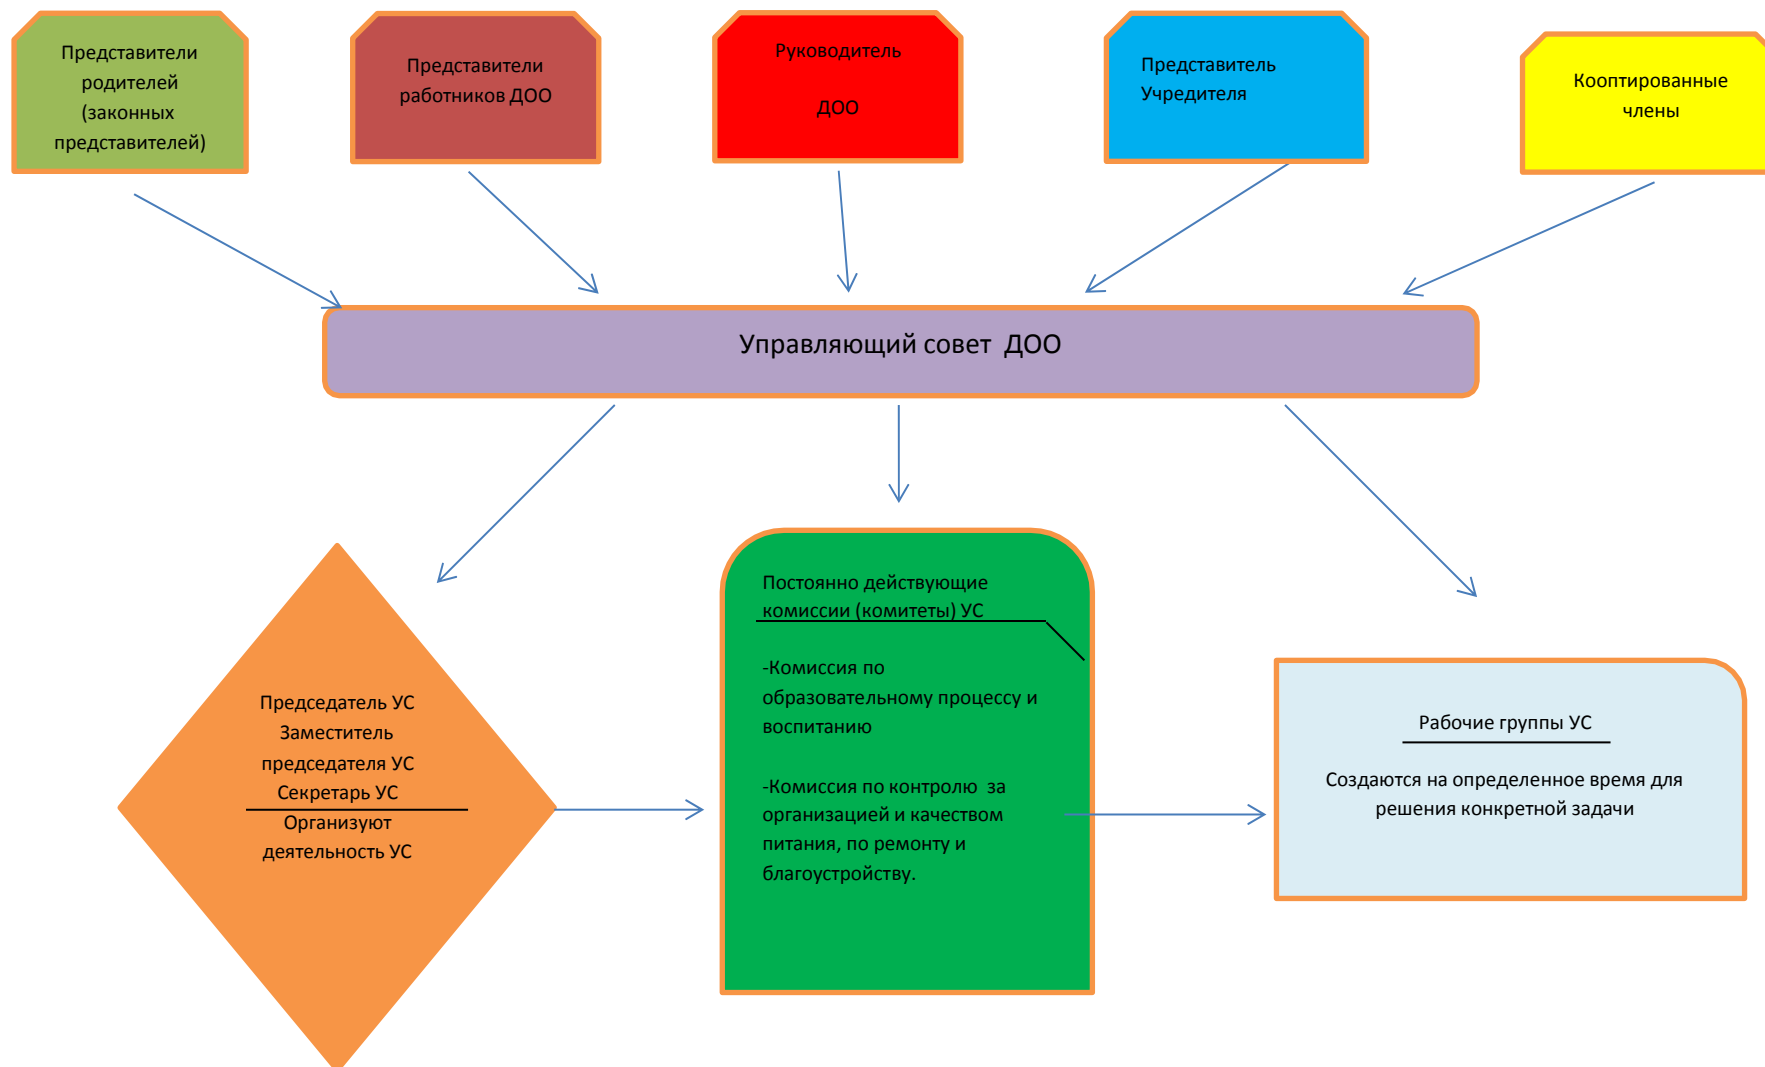 Представители
родителей
(законных
представителей)
Представители
работников ДОО
Руководитель
ДОО
Представитель
Учредителя
Кооптированные
члены
Управляющий совет  ДОО
Председатель УС
Заместитель
председателя УС
Секретарь УС
Организуют
деятельность УС
Постоянно действующие
комиссии (комитеты) УС
-Комиссия по
образовательному процессу и
воспитанию
-Комиссия по контролю  за
организацией и качеством
питания, по ремонту и
благоустройству.
Рабочие группы УС
Создаются на определенное время для
решения конкретной задачи